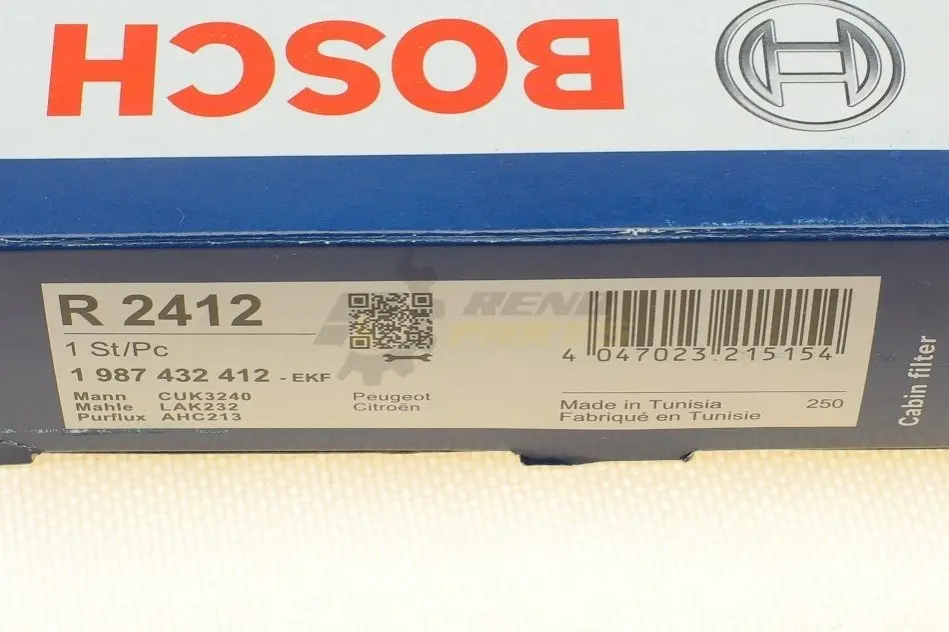 BOSCH
R 2412
1 St/Pc
1 987 432 412 - EKF
Mann CUK3240
Mahle LAK232
Purflux AHC213
Peugeot
Citroën
4 047023 215154
Made in Tunisia 250
Fabriqué en Tunisie
Cabin filter